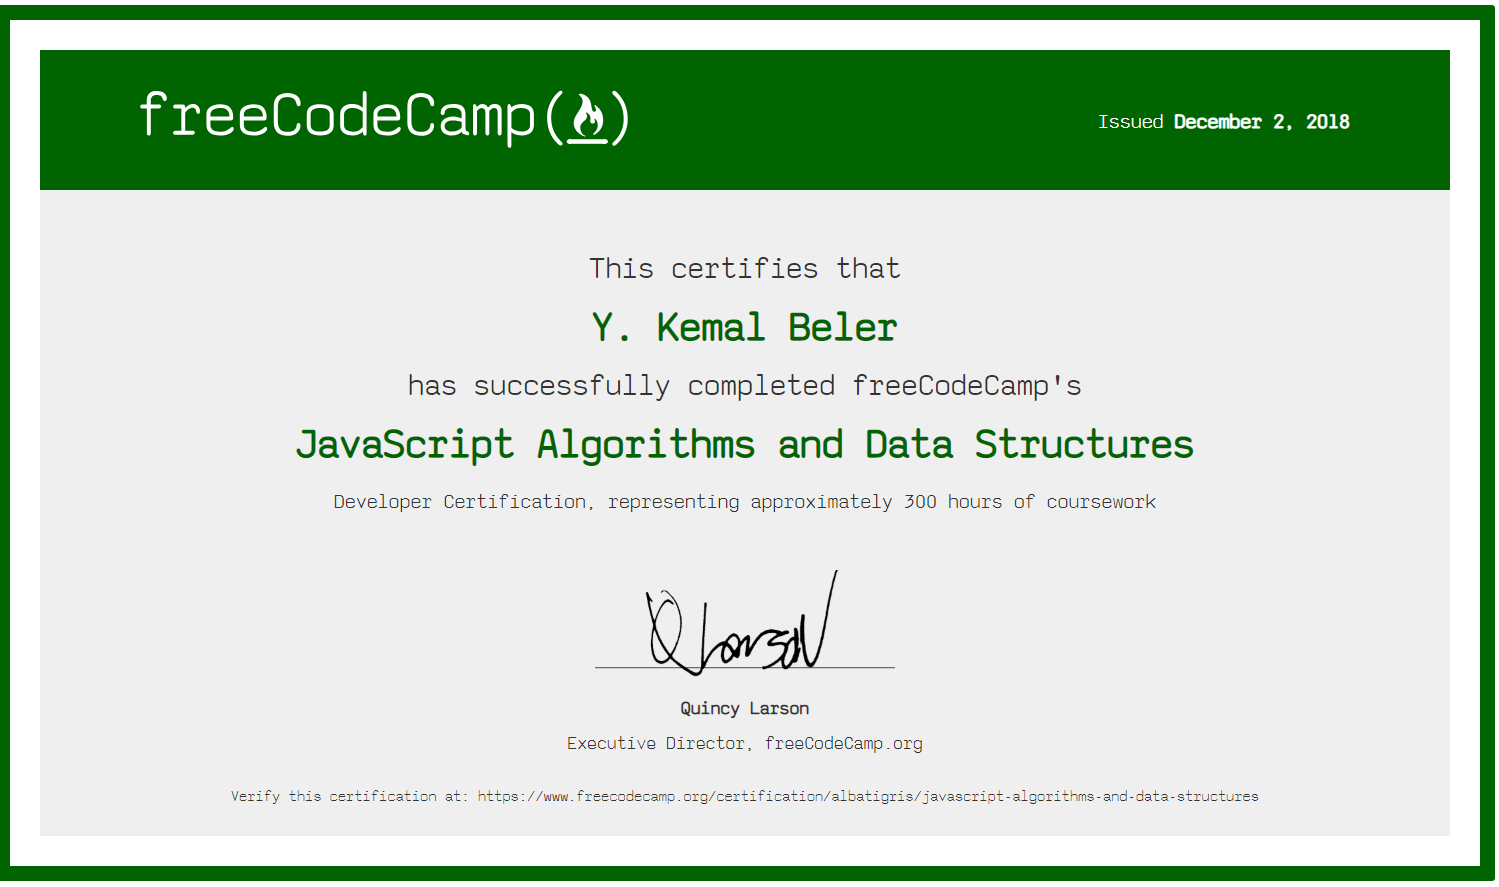 freeCodeCamp(🔥)
Issued December 2, 2018
This certifies that
Y. Kemal Beler
has successfully completed freeCodeCamp's
JavaScript Algorithms and Data Structures
Developer Certification, representing approximately 300 hours of coursework
Q Larson
Quincy Larson
Executive Director, freeCodeCamp.org
Verify this certification at: https://www.freecodecamp.org/certification/albatigris/javascript-algorithms-and-data-structures